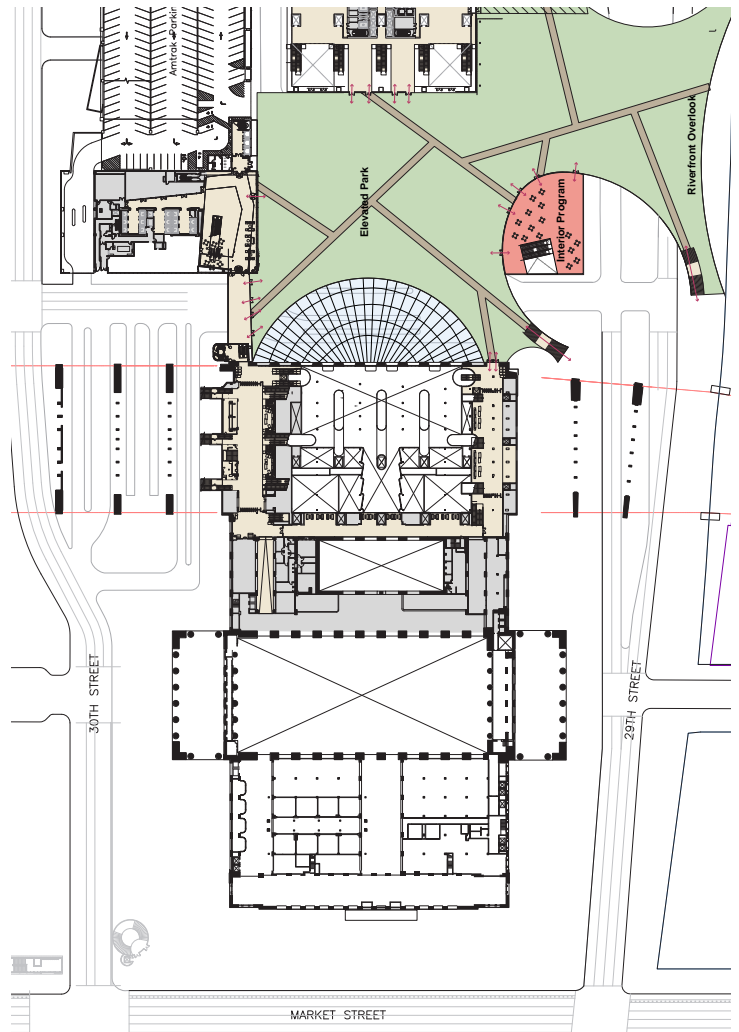 Amtrak Parkin
Elevated Park
Riverfront Overlook
Interior Program
30TH STREET
29TH STREET
MARKET STREET